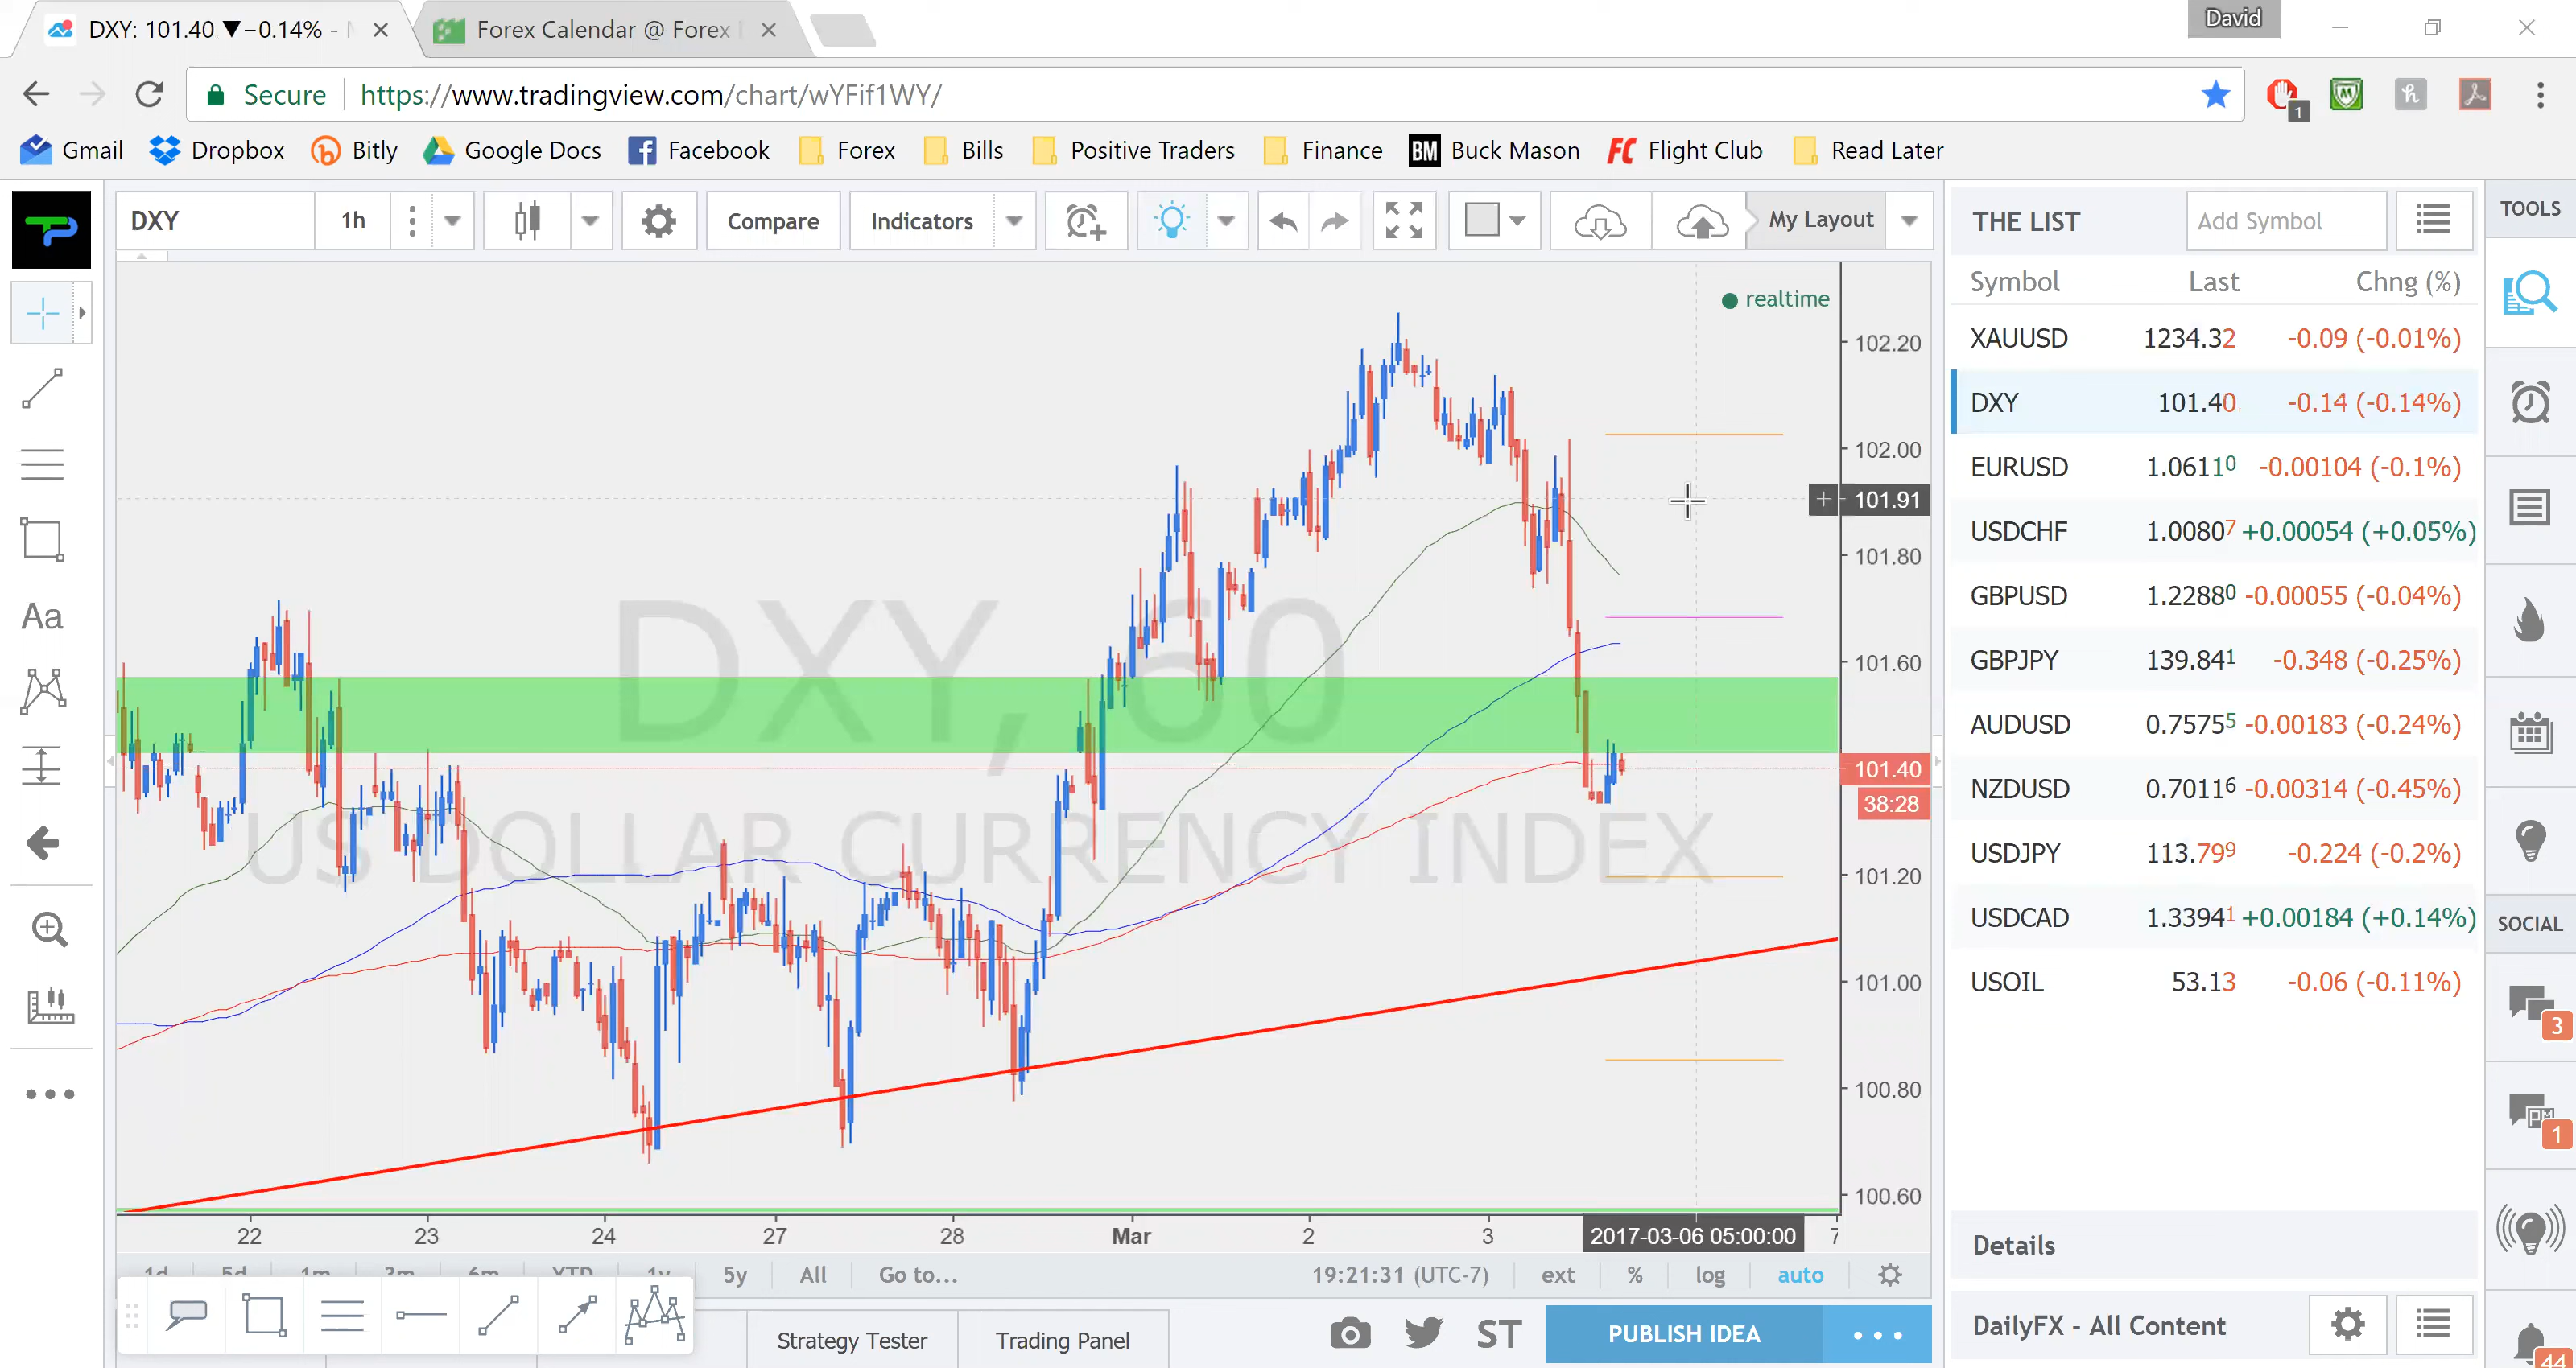 DXY: 101.40 ▼−0.14% -
Forex Calendar @ Forex
David
Secure https://www.tradingview.com/chart/wYFif1WY/
1
Gmail Dropbox Bitly Google Docs Facebook Forex Bills Positive Traders Finance BM Buck Mason FC Flight Club Read Later
DXY 1h Compare Indicators My Layout
THE LIST Add Symbol
TOOLS
Symbol Last Chng (%)
XAUUSD 1234.32 -0.09 (-0.01%)
DXY 101.40 -0.14 (-0.14%)
EURUSD 1.06110 -0.00104 (-0.1%)
USDCHF 1.00807 +0.00054 (+0.05%)
GBPUSD 1.22880 -0.00055 (-0.04%)
GBPJPY 139.841 -0.348 (-0.25%)
AUDUSD 0.75755 -0.00183 (-0.24%)
NZDUSD 0.70116 -0.00314 (-0.45%)
USDJPY 113.799 -0.224 (-0.2%)
USDCAD 1.33941 +0.00184 (+0.14%)
USOIL 53.13 -0.06 (-0.11%)
SOCIAL
3
1
44
realtime
Aa
DXY, 60
US DOLLAR CURRENCY INDEX
102.20
102.00
101.91
101.80
101.60
101.40
38:28
101.20
101.00
100.80
100.60
22 23 24 27 28 Mar 2 3 2017-03-06 05:00:00 7
1d 5d 1m 3m 6m YTD 1y 5y All Go to... 19:21:31 (UTC-7) ext % log auto
Strategy Tester Trading Panel ST PUBLISH IDEA
Details
DailyFX - All Content